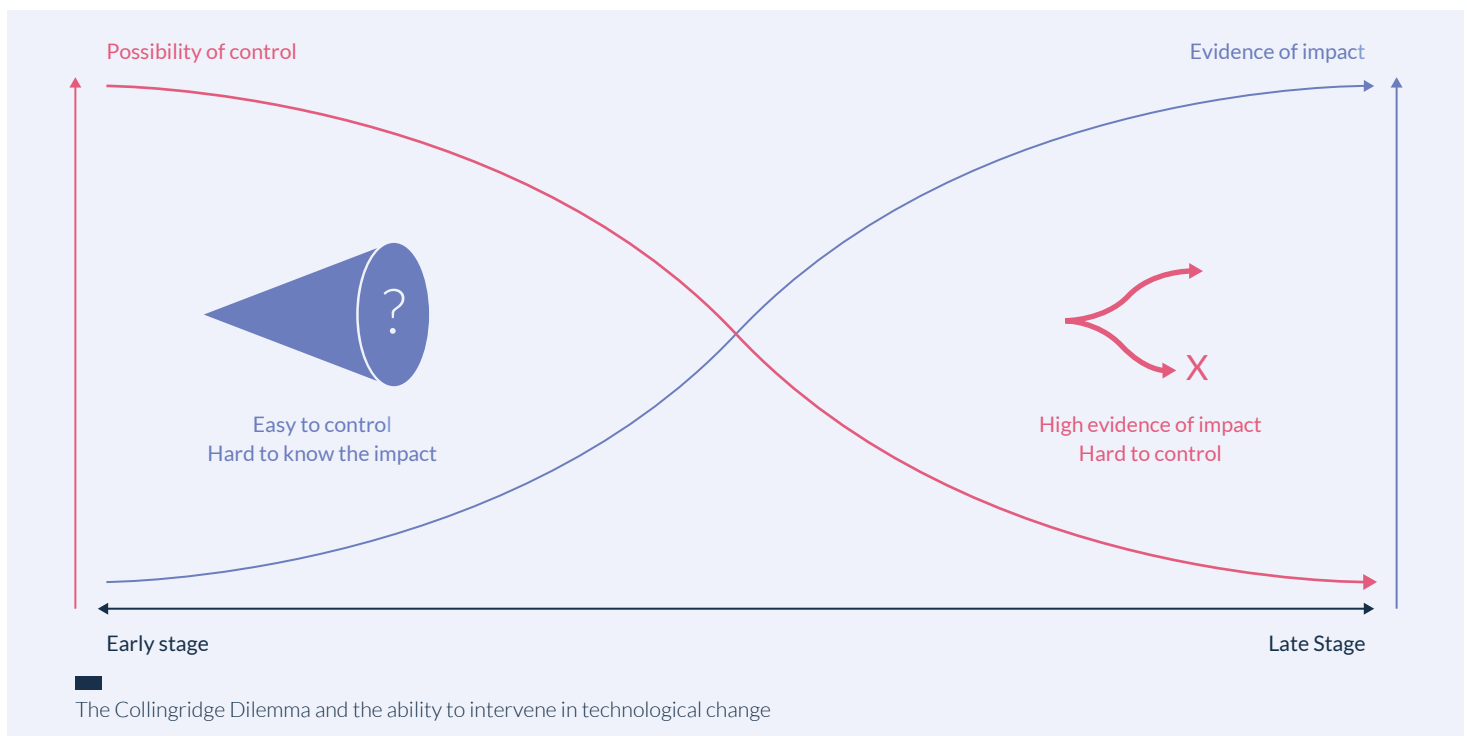 Possibility of control
Evidence of impact
?
Easy to control
Hard to know the impact
X
High evidence of impact
Hard to control
Early stage
Late Stage
The Collingridge Dilemma and the ability to intervene in technological change